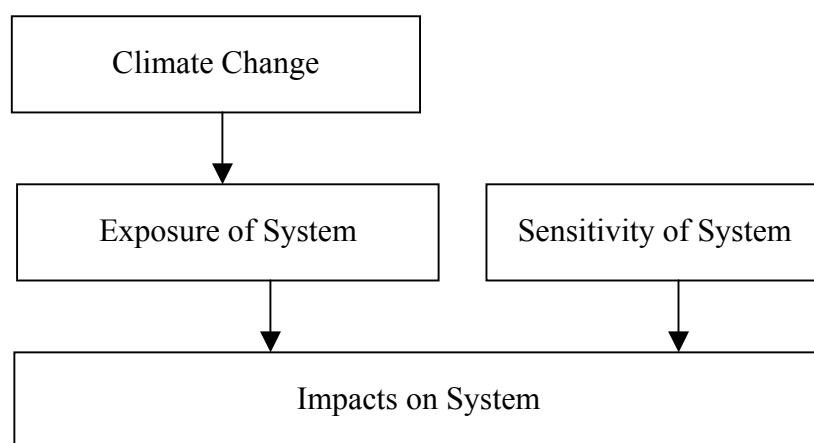 Climate Change
Exposure of System
Sensitivity of System
Impacts on System